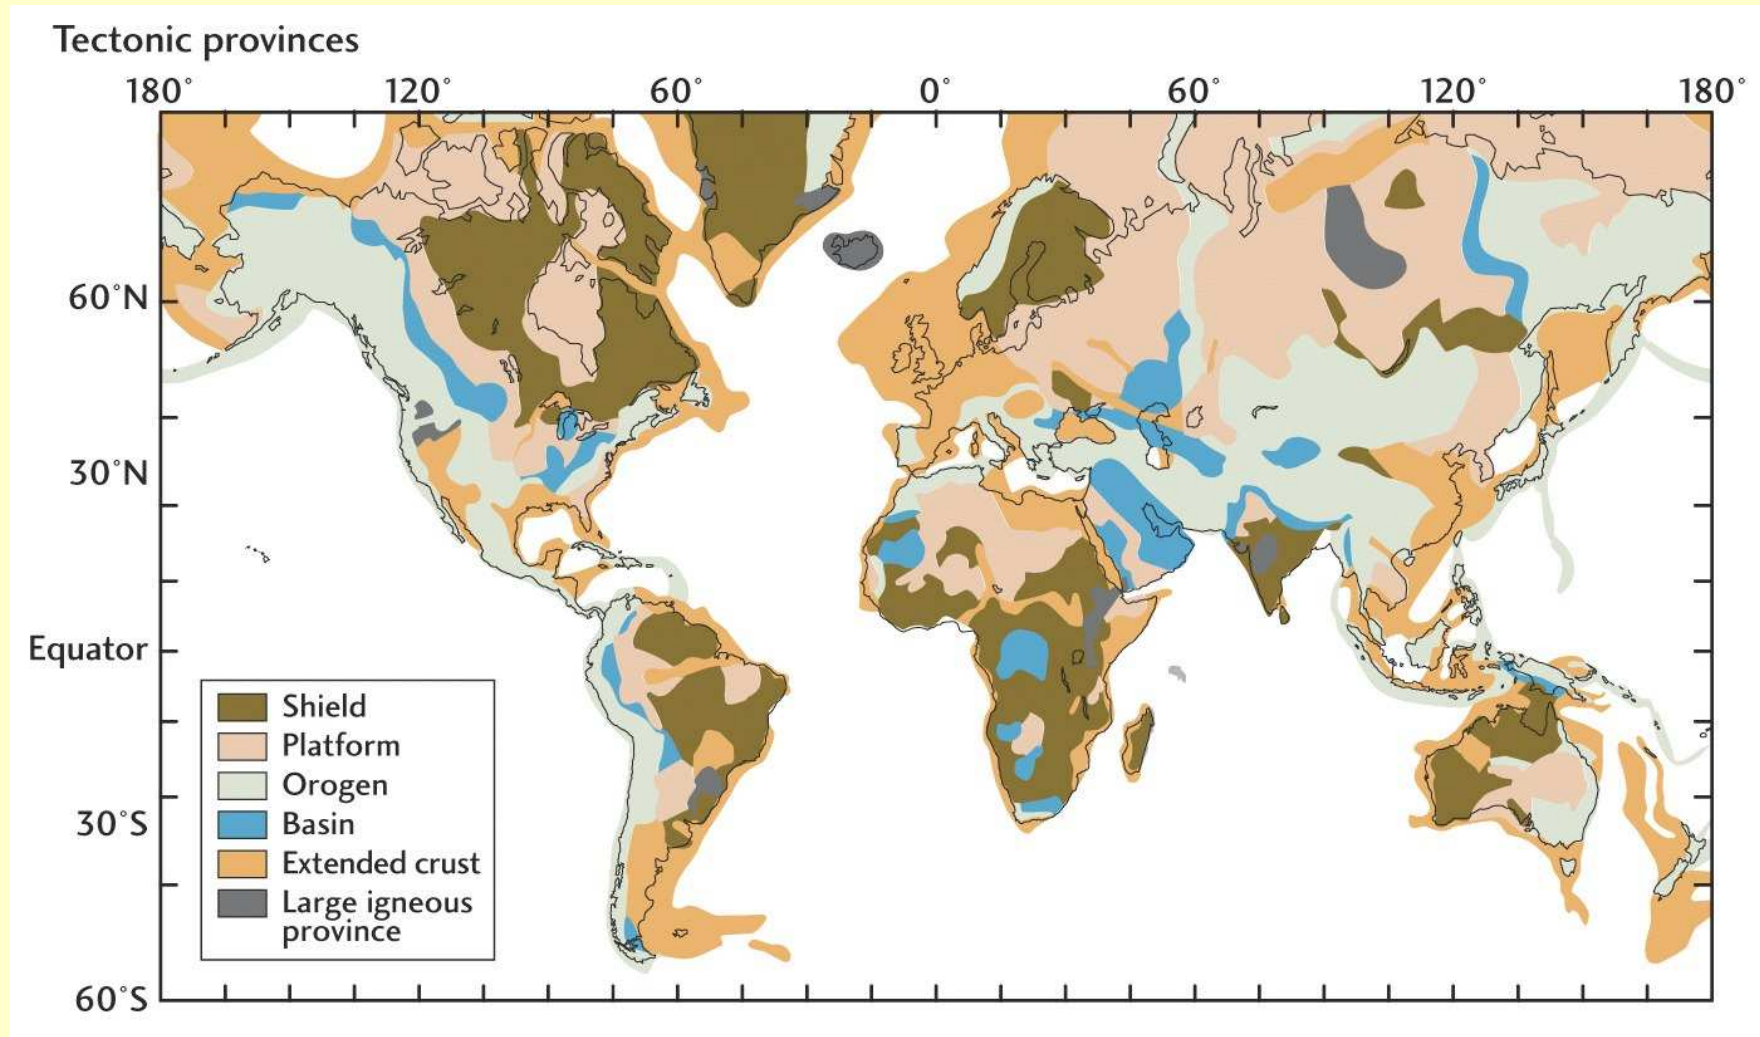 Tectonic provinces
180° 120° 60° 0° 60° 120° 180°
60°N
30°N
Equator
Shield
Platform
Orogen
Basin
30°S
Extended crust
Large igneous
province
60°S